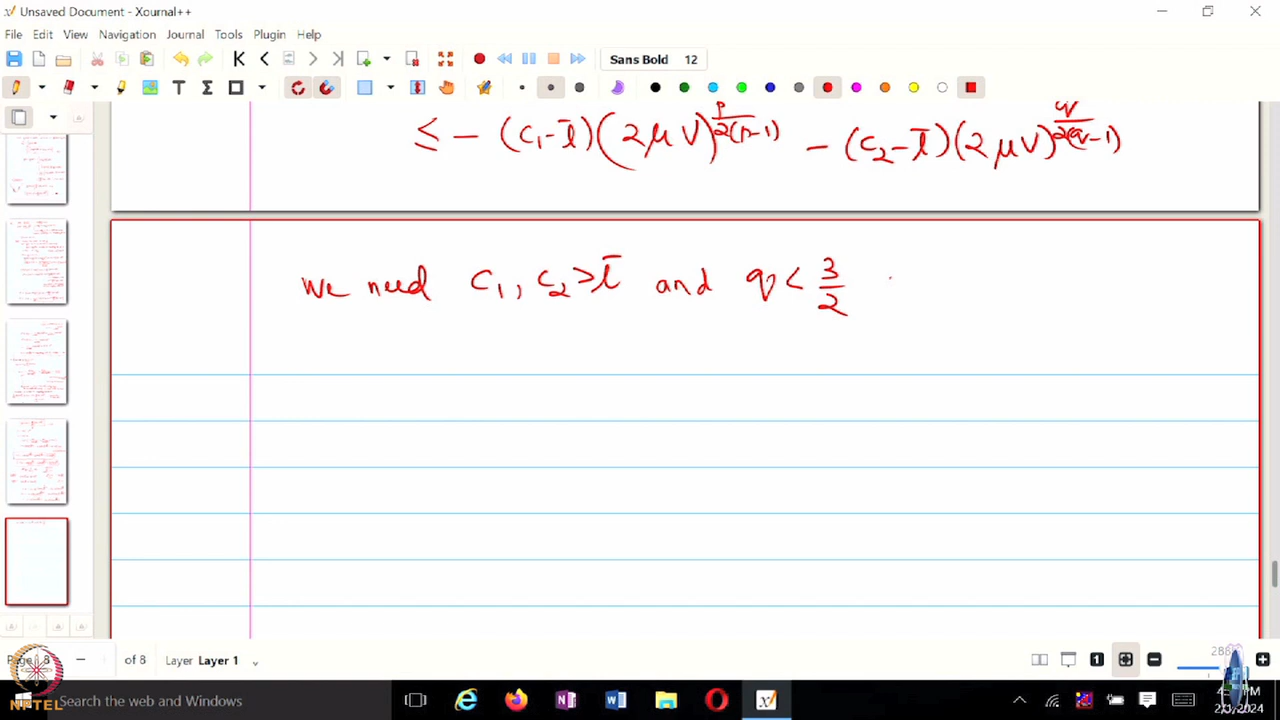 Unsaved Document - Xournal++
File Edit View Navigation Journal Tools Plugin Help
Sans Bold 12
≤ - (c₁-l̄)(2μV)^{p/2(p-1)} - (c₂-l̄)(2μV)^{q/2(q-1)}
We need c₁, c₂ > l̄ and q < 3/2
of 8 Layer Layer 1
Search the web and Windows
NPTEL